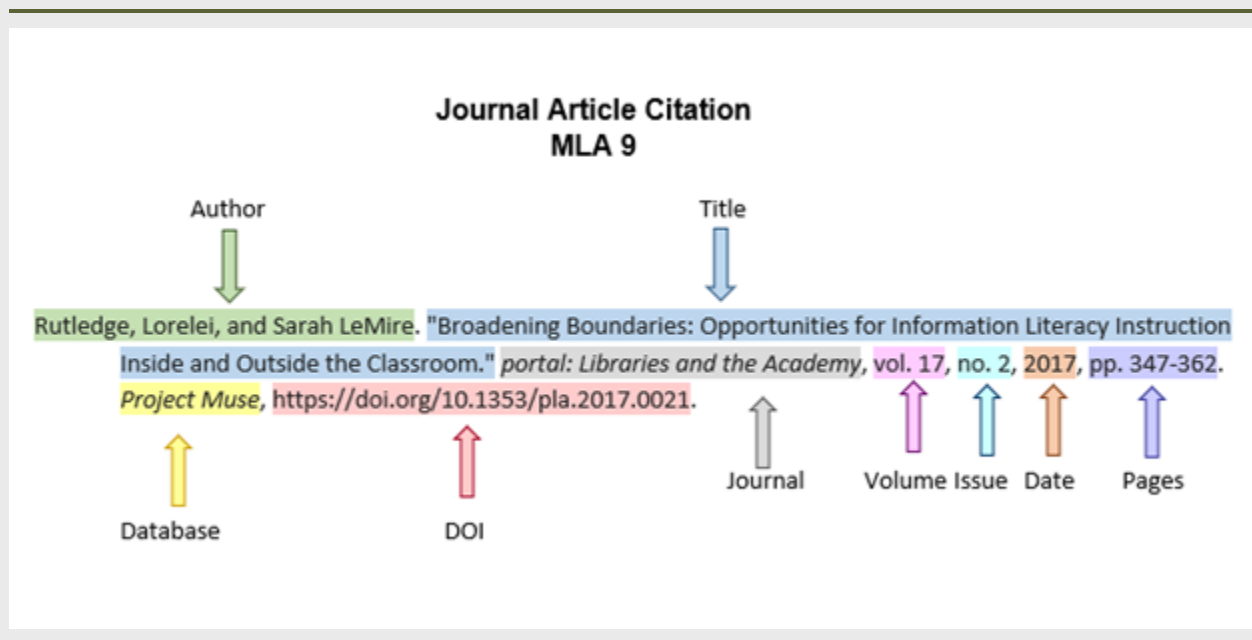 Journal Article Citation
MLA 9
Author Title
Rutledge, Lorelei, and Sarah LeMire. "Broadening Boundaries: Opportunities for Information Literacy Instruction
Inside and Outside the Classroom." portal: Libraries and the Academy, vol. 17, no. 2, 2017, pp. 347-362.
Project Muse, https://doi.org/10.1353/pla.2017.0021.
Journal Volume Issue Date Pages
Database DOI